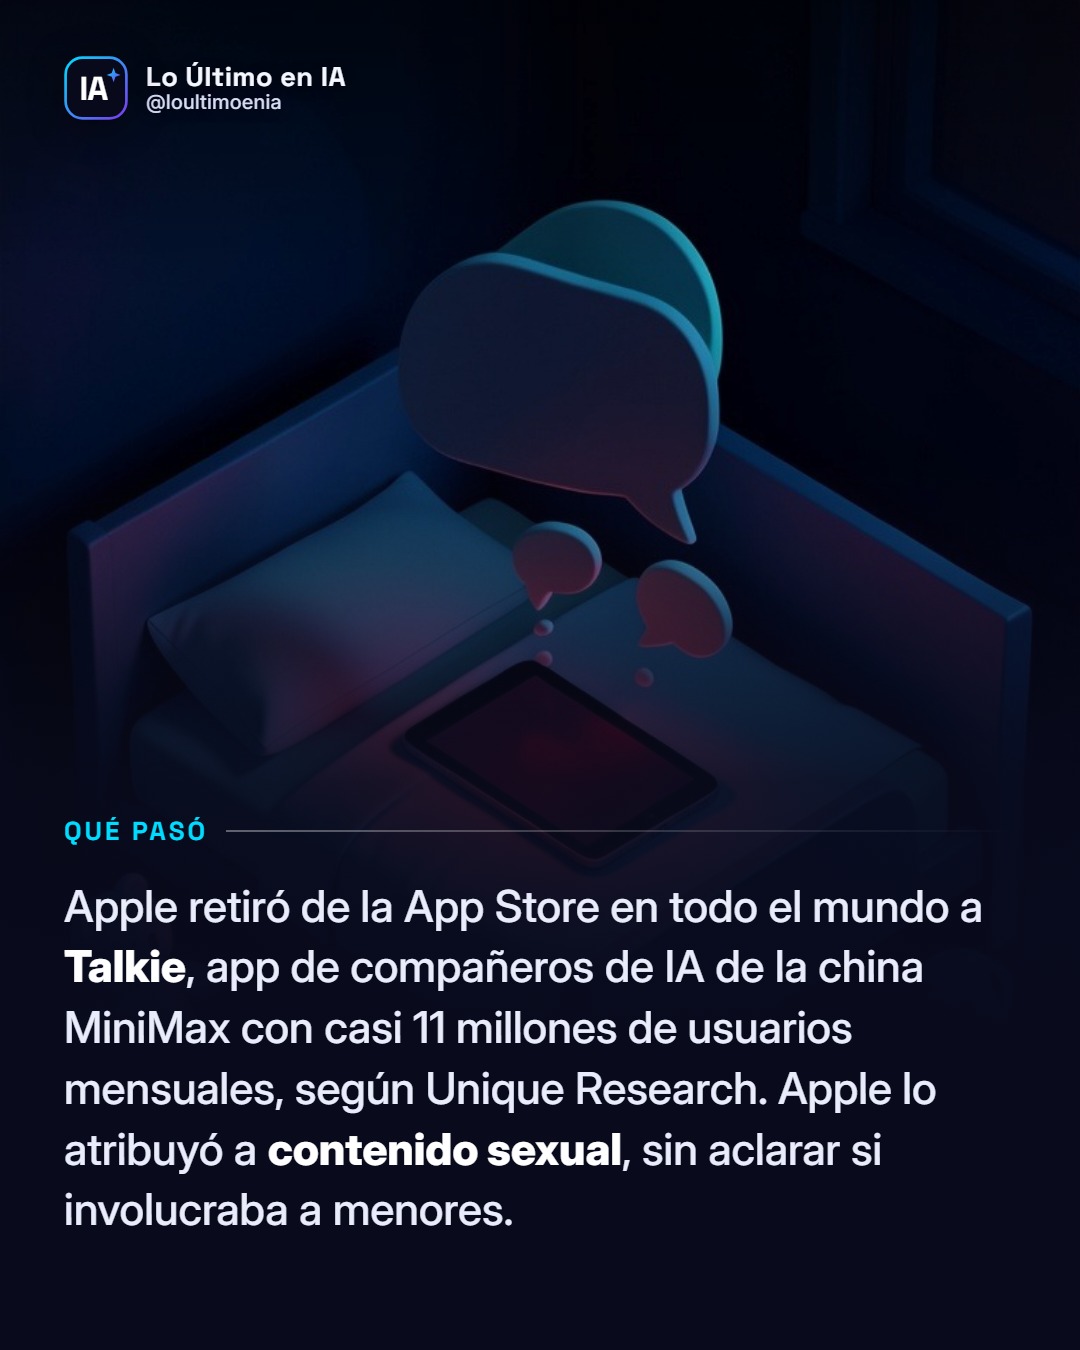 IA
Lo Último en IA
@loultimoenia
QUÉ PASÓ
Apple retiró de la App Store en todo el mundo a
Talkie, app de compañeros de IA de la china
MiniMax con casi 11 millones de usuarios
mensuales, según Unique Research. Apple lo
atribuyó a contenido sexual, sin aclarar si
involucraba a menores.